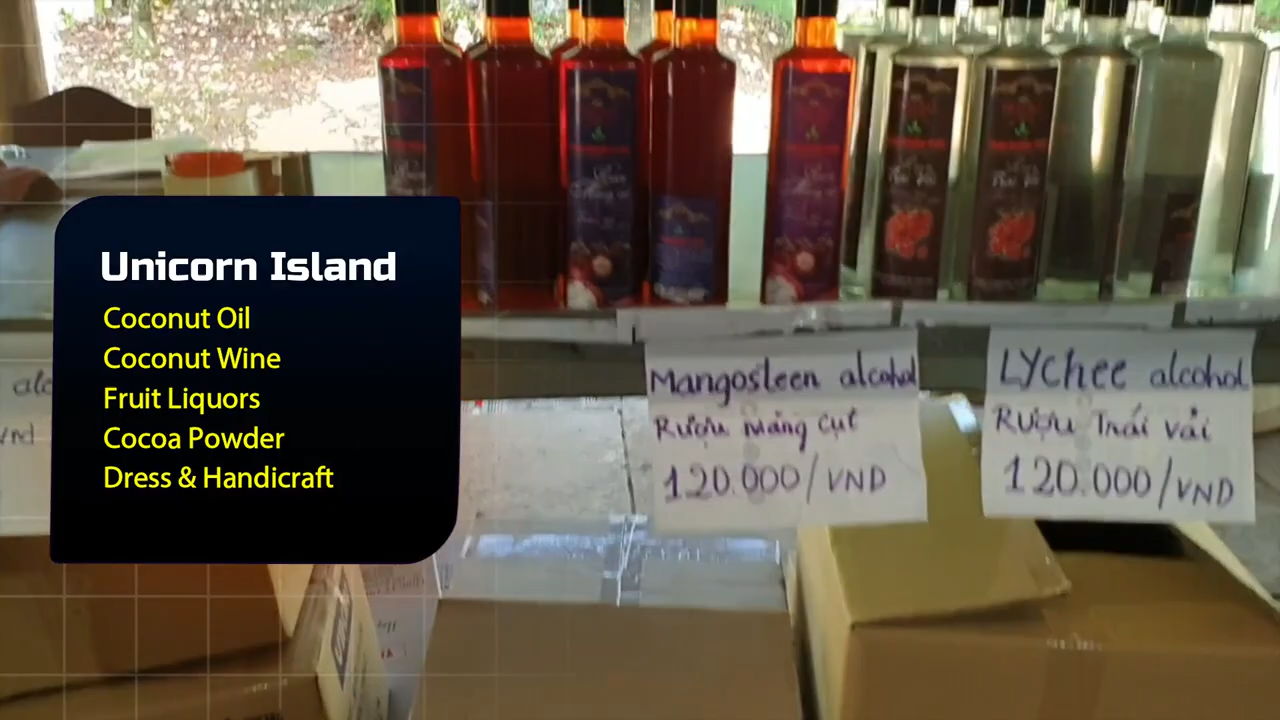 Unicorn Island
Coconut Oil
Coconut Wine
Fruit Liquors
Cocoa Powder
Dress & Handicraft
Mangosteen alcohol
Rượu măng cụt
120.000/VND
LYchee alcohol
Rượu Trái vải
120.000/VND